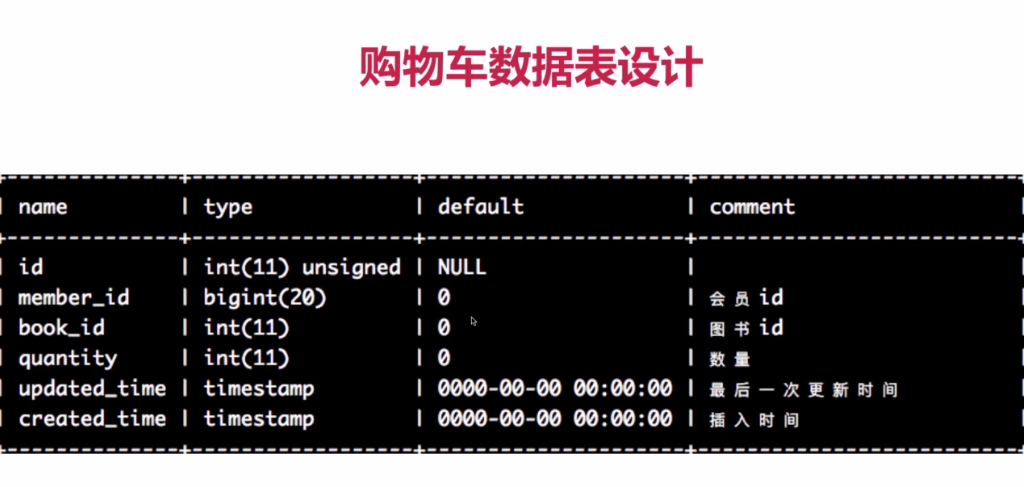 购物车数据表设计
name | type | default | comment
id | int(11) unsigned | NULL |
member_id | bigint(20) | 0 | 会员id
book_id | int(11) | 0 | 图书id
quantity | int(11) | 0 | 数量
updated_time | timestamp | 0000-00-00 00:00:00 | 最后一次更新时间
created_time | timestamp | 0000-00-00 00:00:00 | 插入时间